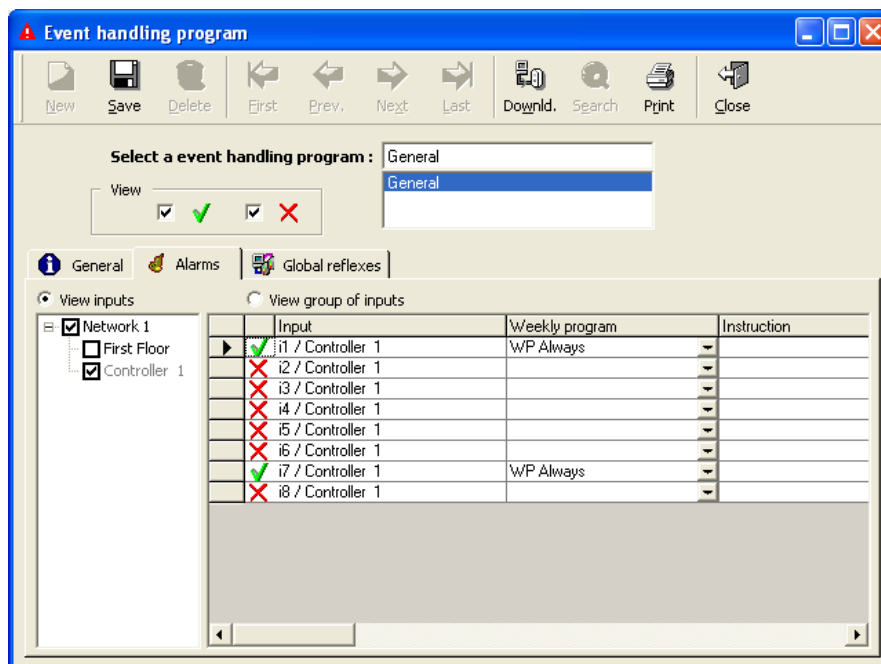 Event handling program
New Save Delete First Prev. Next Last Downld. Search Print Close
Select a event handling program : General
General
View
General Alarms Global reflexes
View inputs View group of inputs
Network 1
First Floor
Controller 1
Input Weekly program Instruction
i1 / Controller 1 WP Always
i2 / Controller 1
i3 / Controller 1
i4 / Controller 1
i5 / Controller 1
i6 / Controller 1
i7 / Controller 1 WP Always
i8 / Controller 1